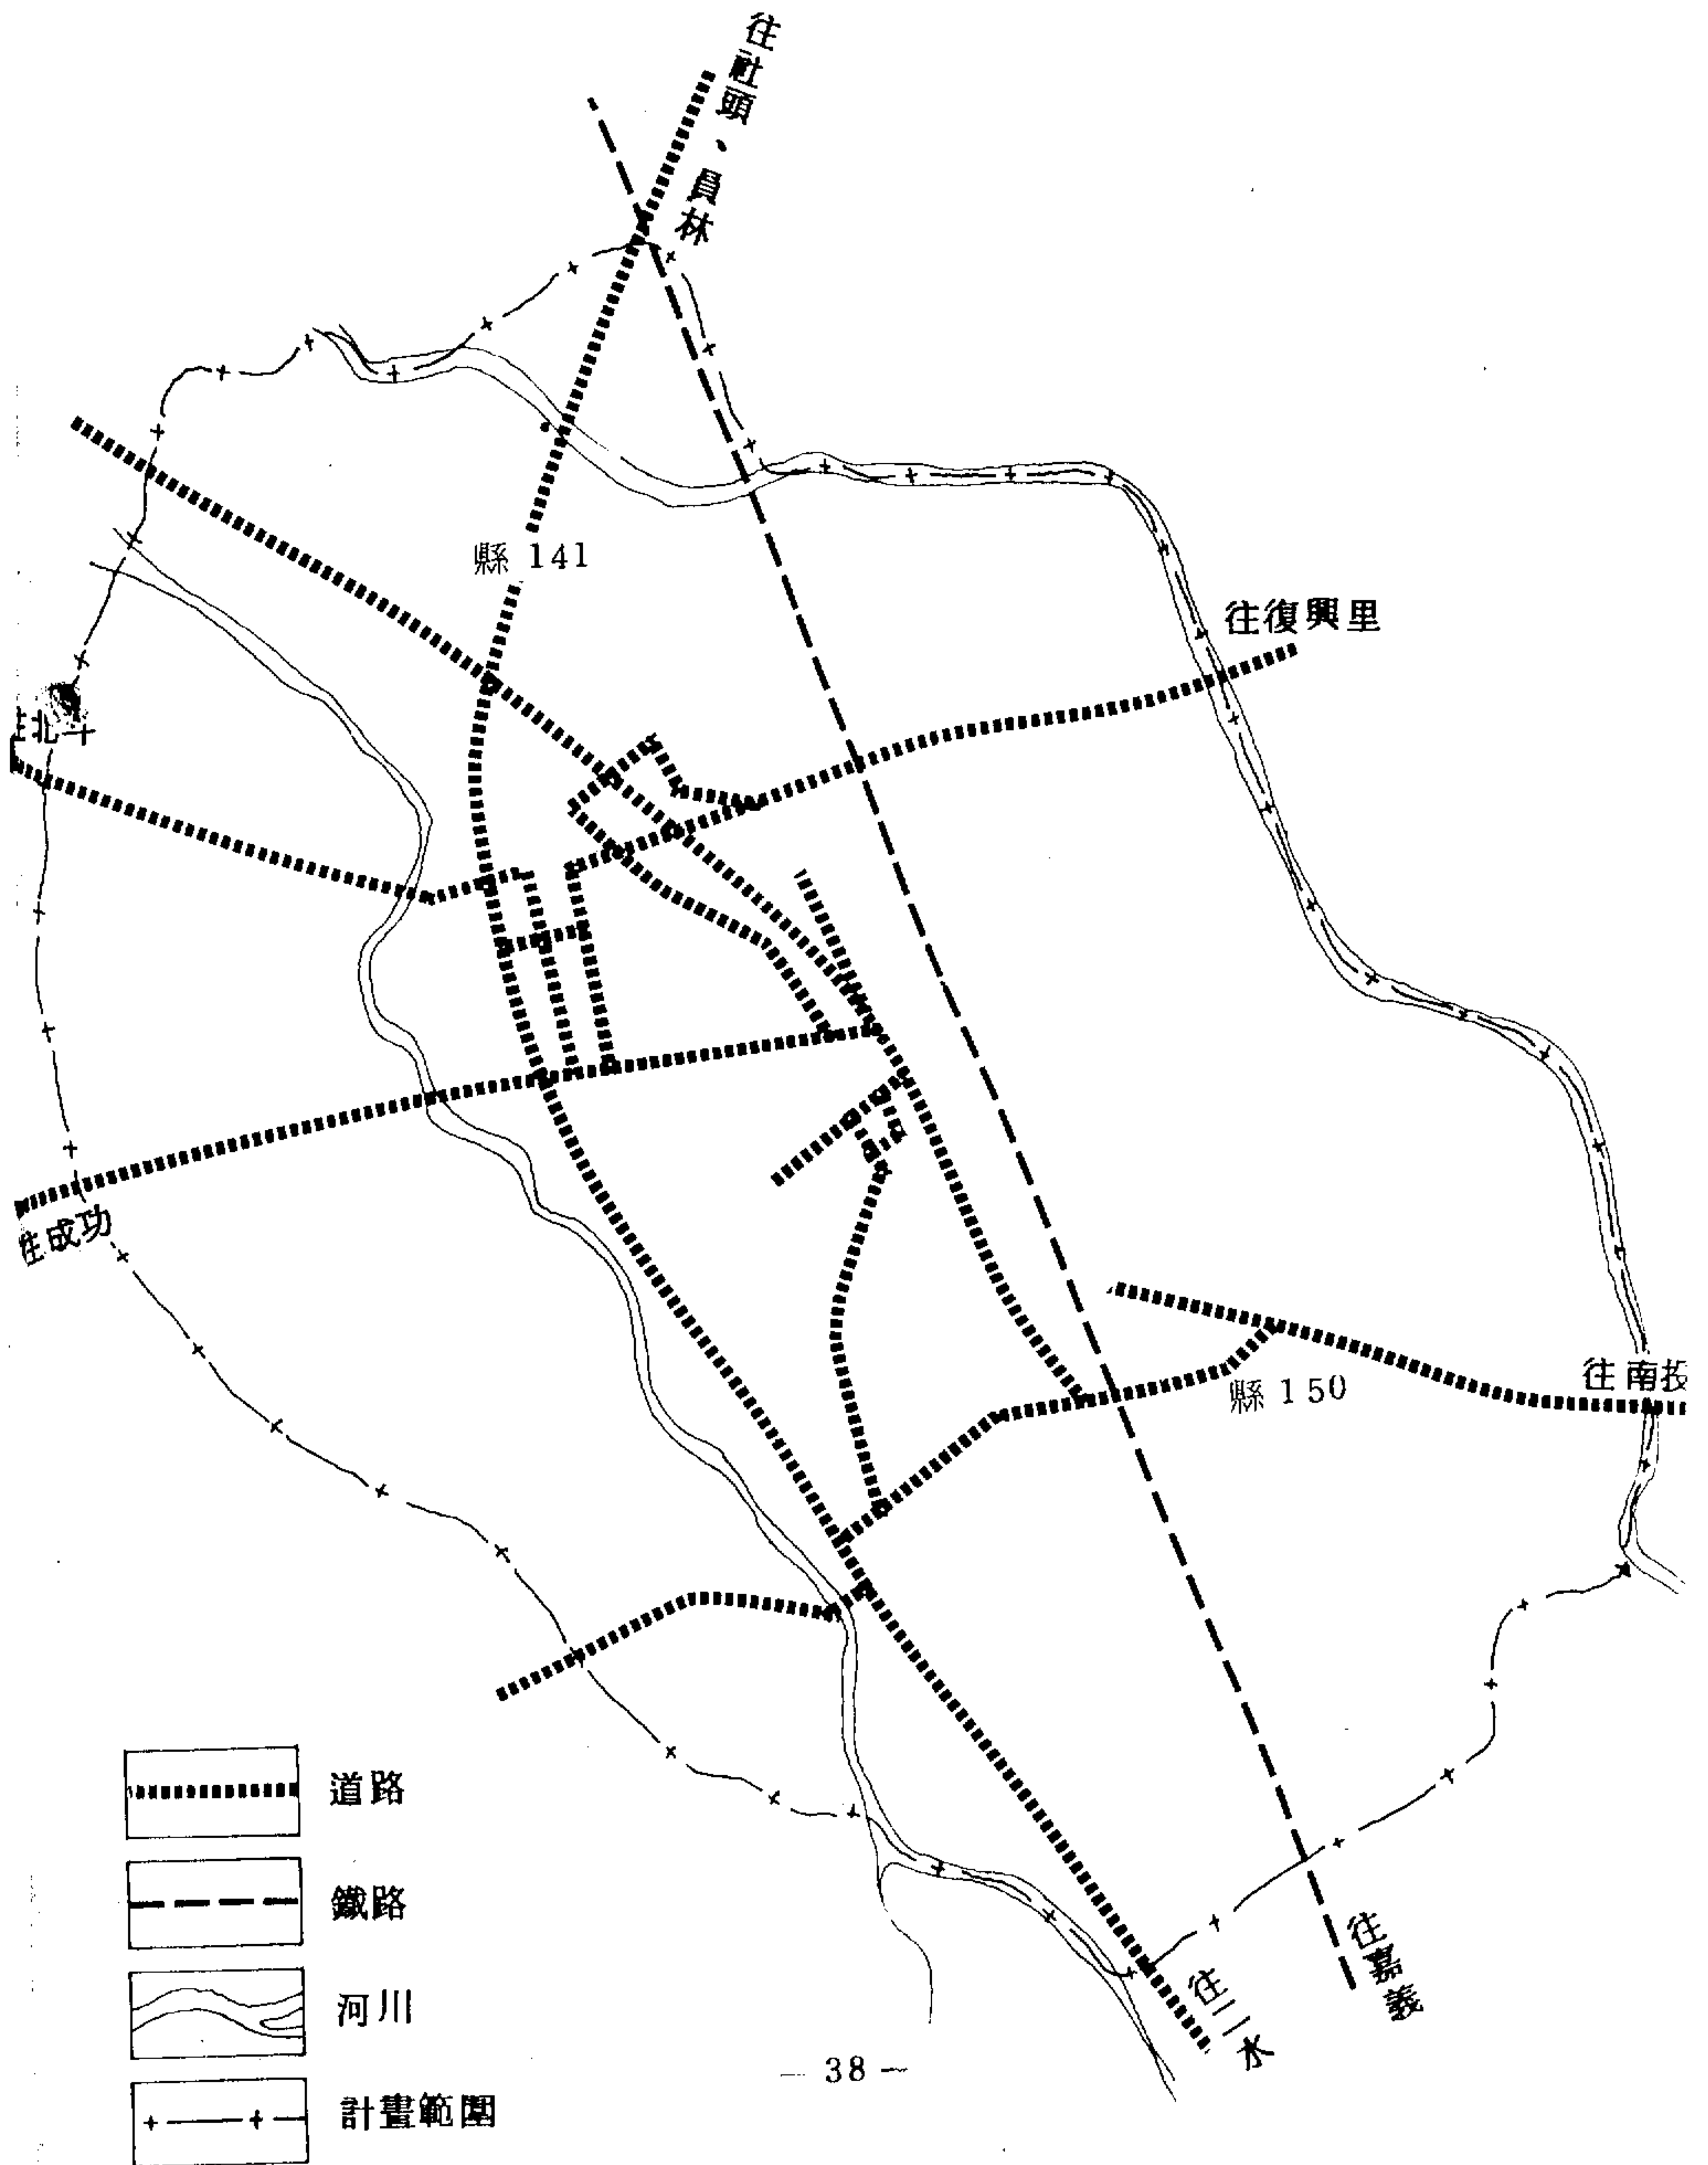 往社頭、員林
縣 141
往復興里
往北斗
往成功
往南投
縣 150
往嘉義
往二水
道路
鐵路
河川
計畫範圍
— 38 —